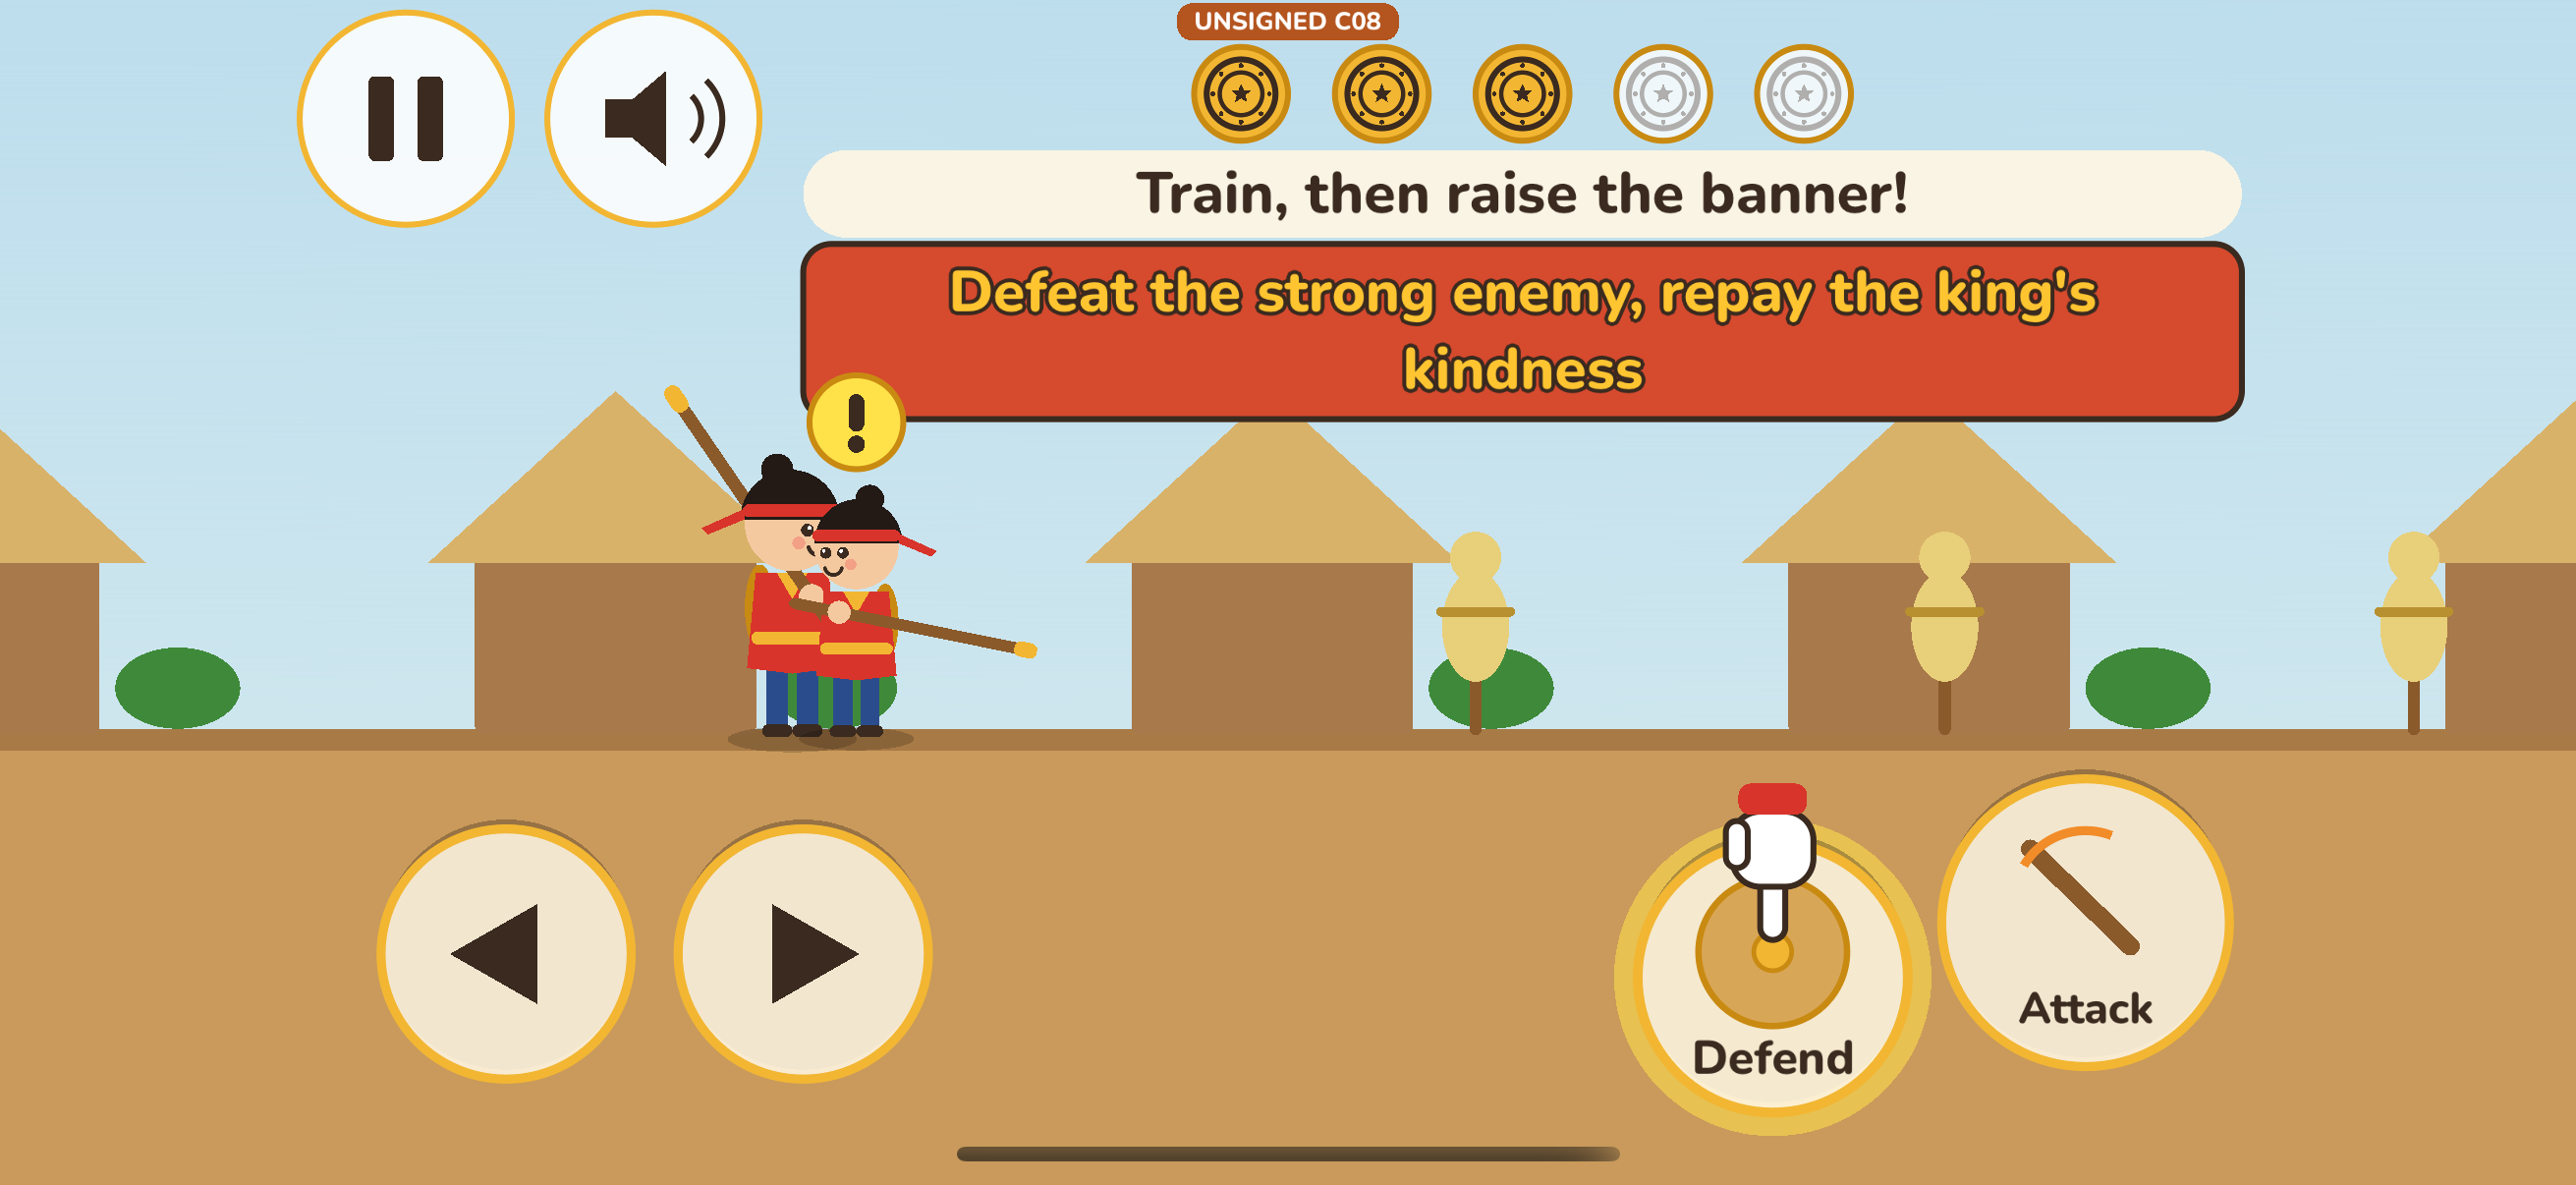 UNSIGNED C08
Train, then raise the banner!
Defeat the strong enemy, repay the king's
kindness
Attack
Defend